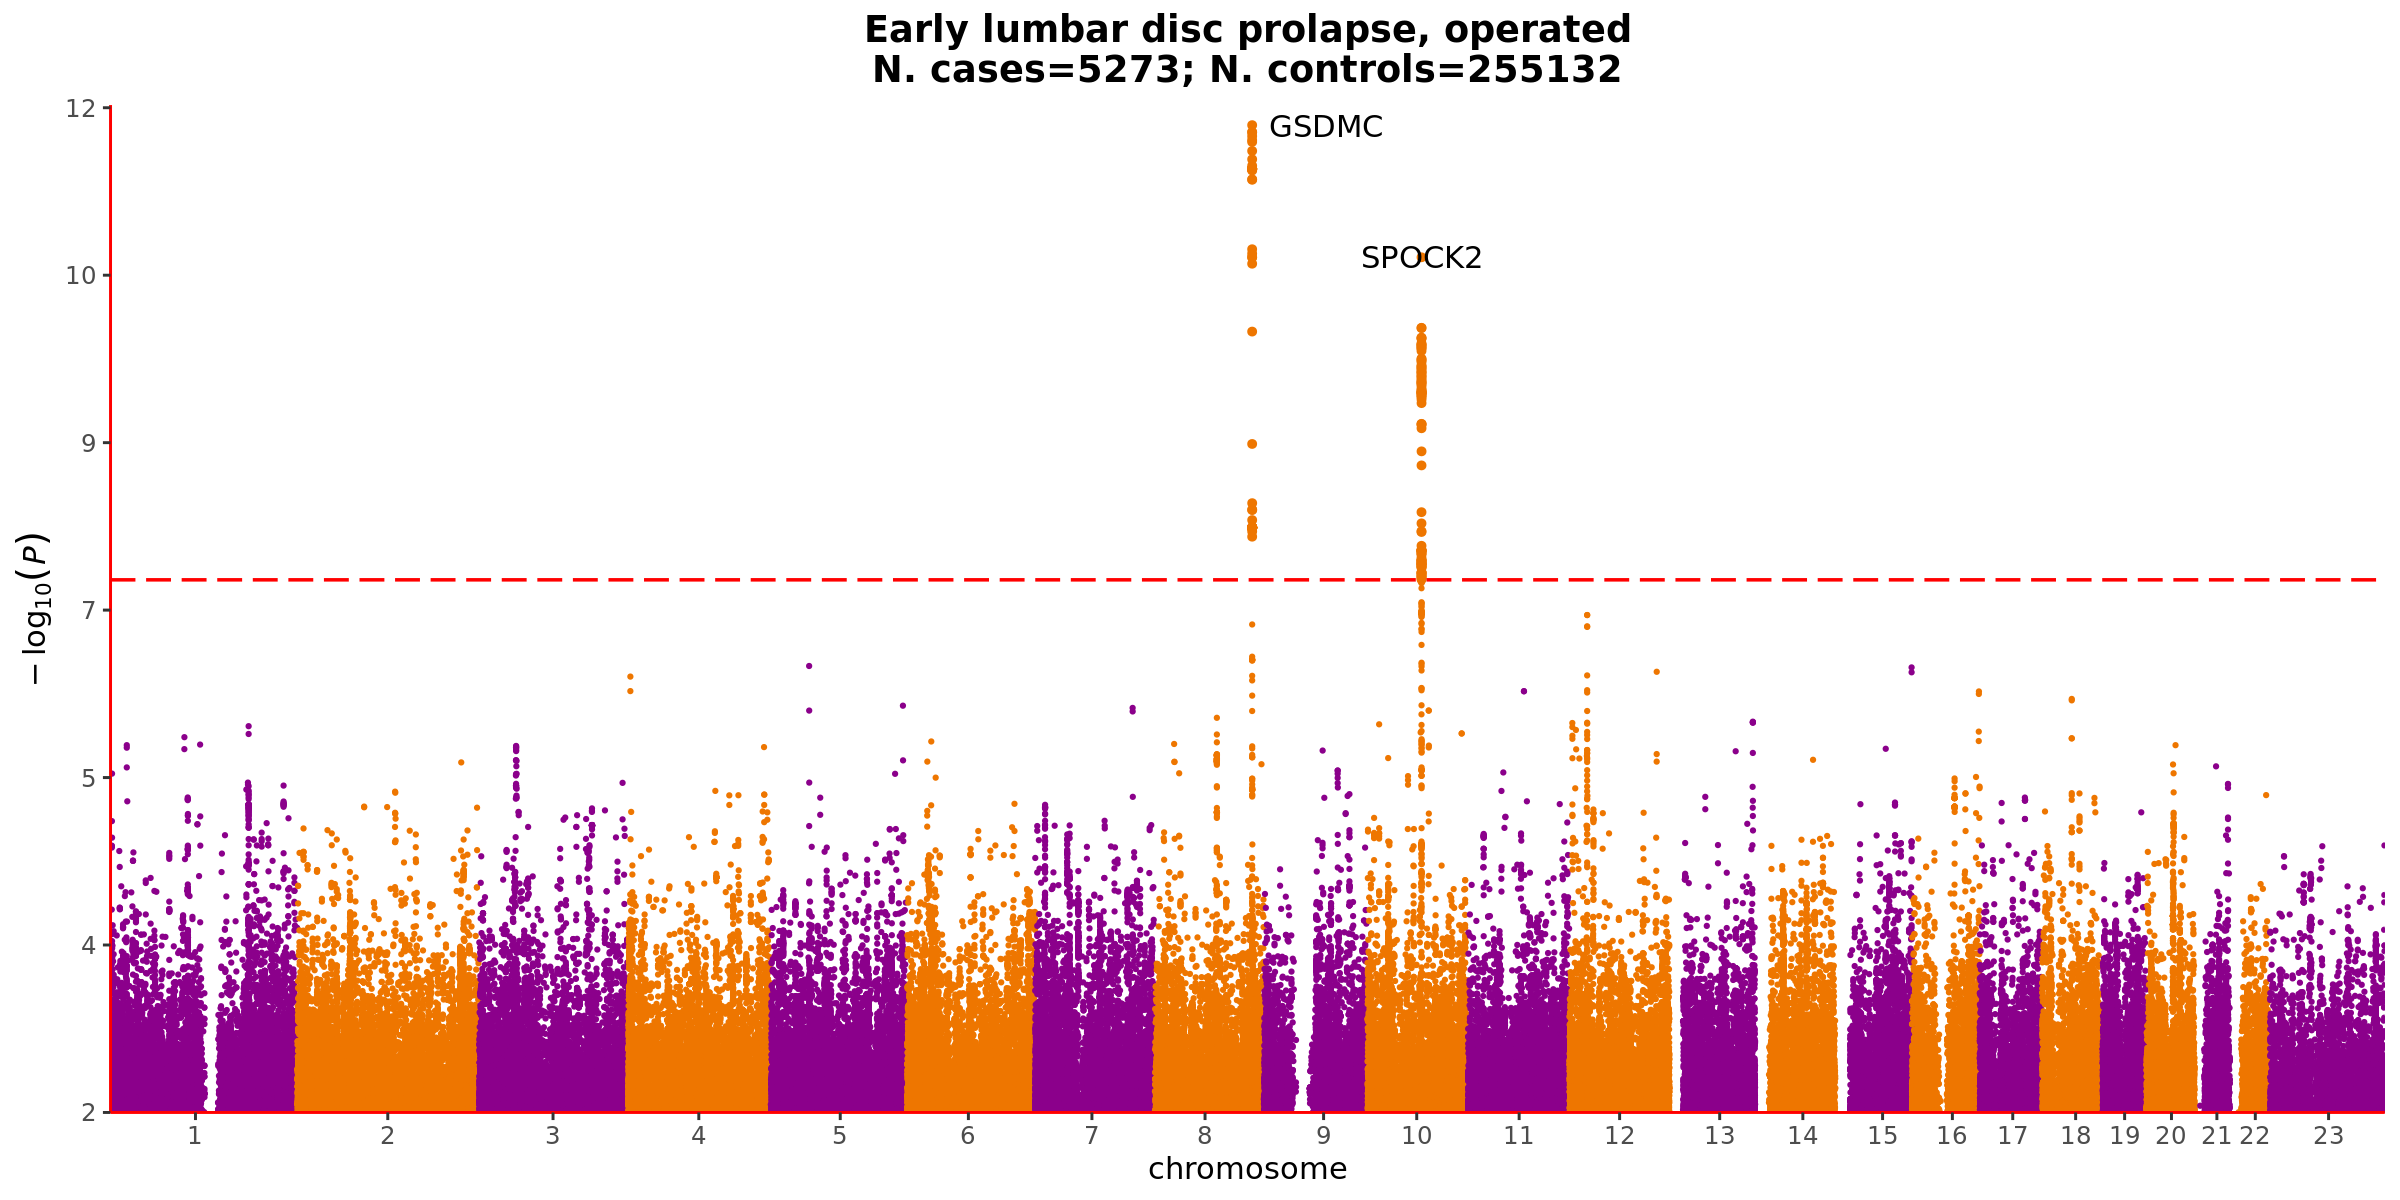 Early lumbar disc prolapse, operated
N. cases=5273; N. controls=255132
12
GSDMC
SPOCK2
10
9
7
5
4
2
− log10(P)
1 2 3 4 5 6 7 8 9 10 11 12 13 14 15 16 17 18 19 20 21 22 23
chromosome